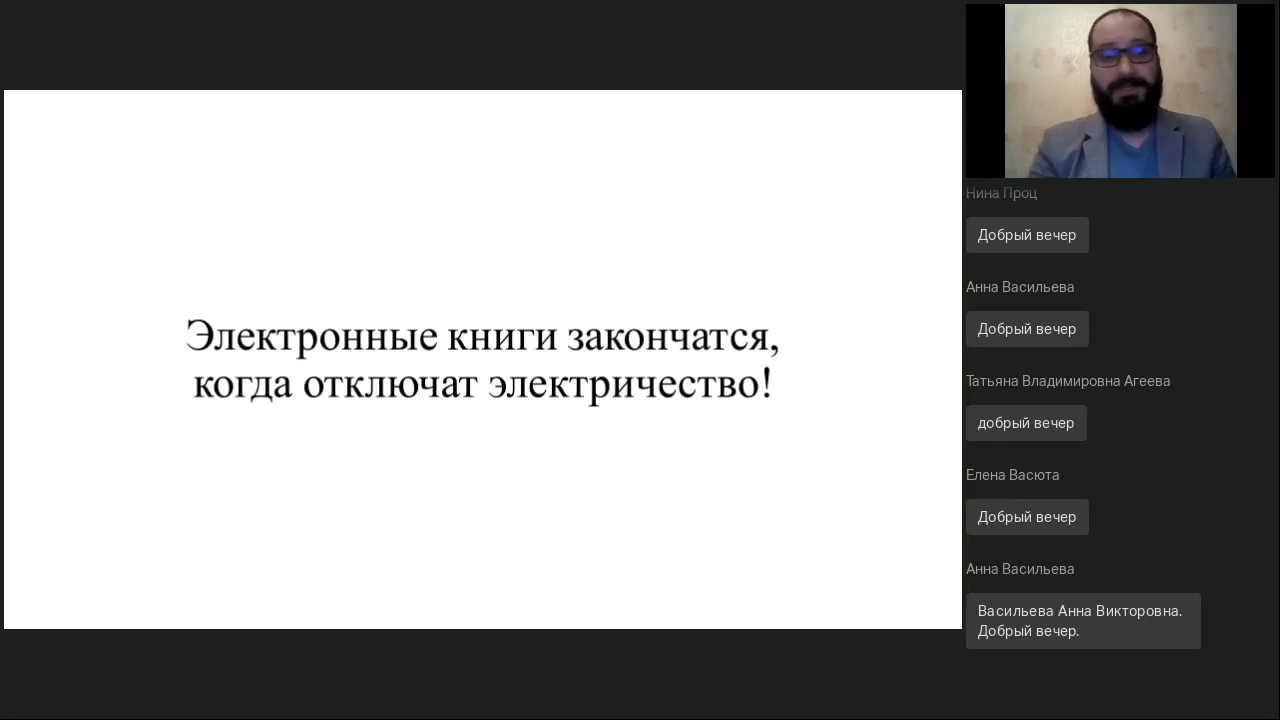 Электронные книги закончатся,
когда отключат электричество!
Нина Проц
Добрый вечер
Анна Васильева
Добрый вечер
Татьяна Владимировна Агеева
добрый вечер
Елена Васюта
Добрый вечер
Анна Васильева
Васильева Анна Викторовна.
Добрый вечер.